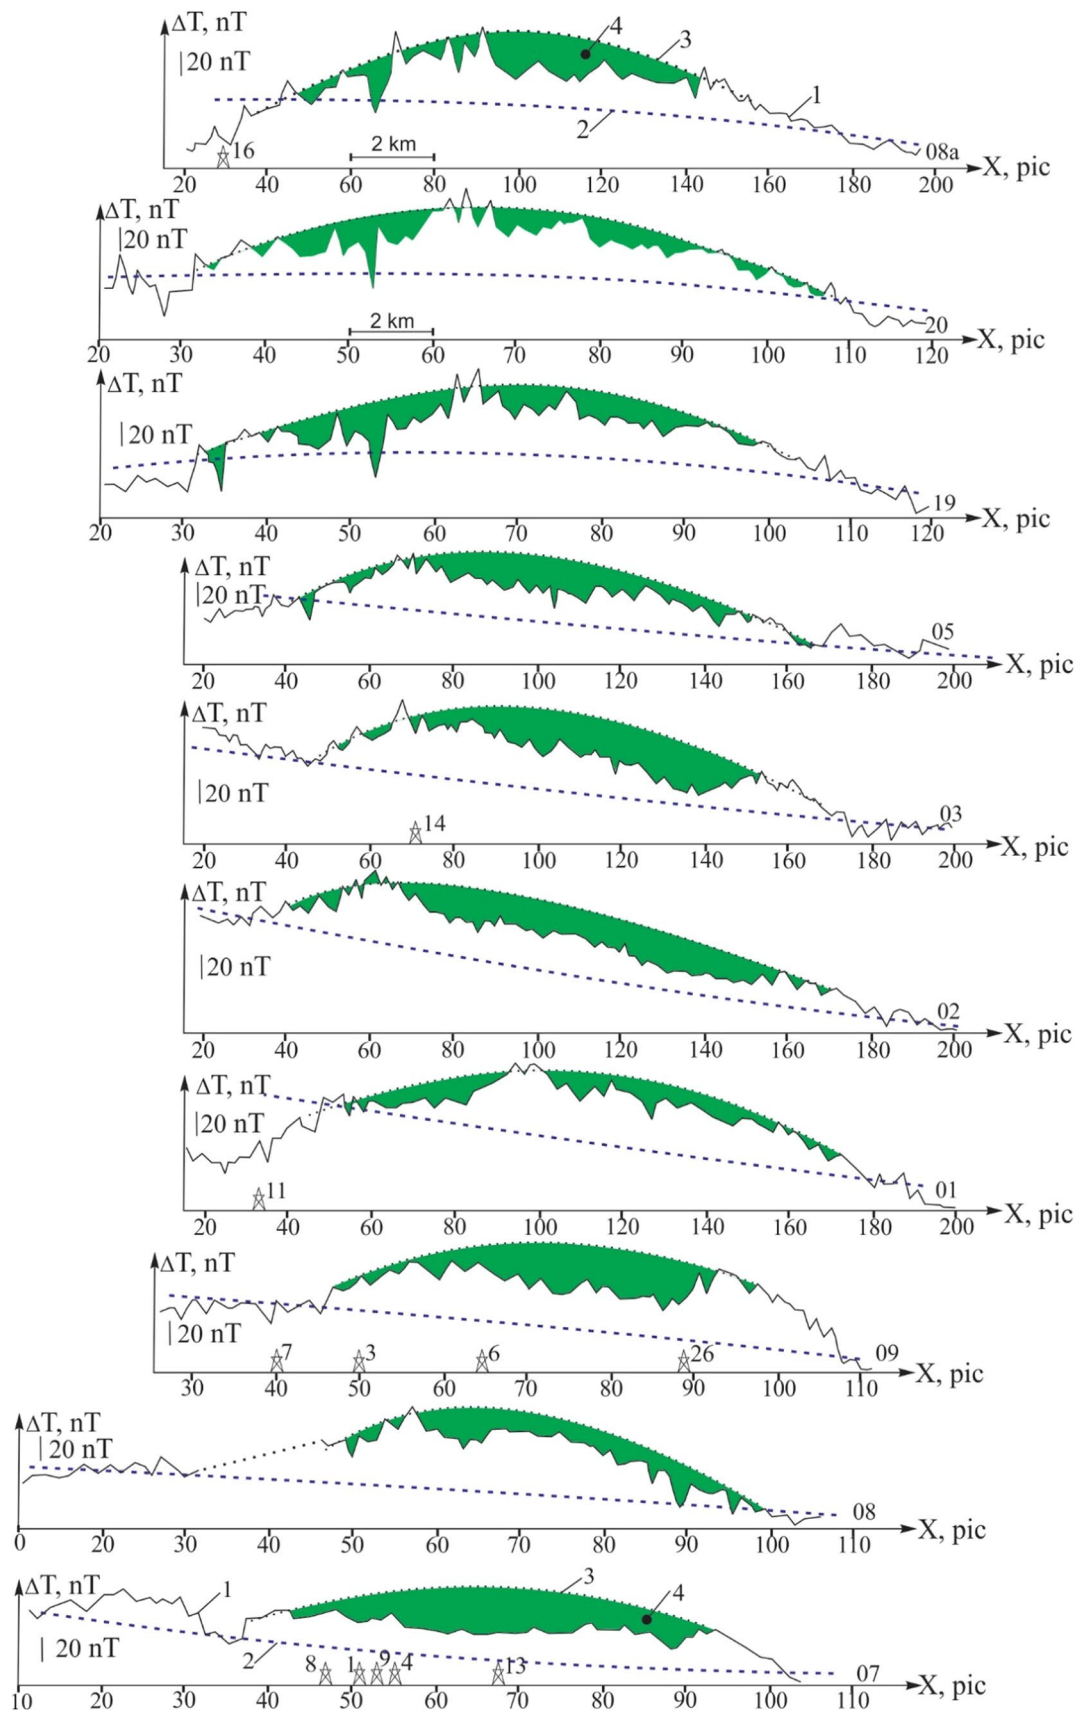 ΔT, nT
20 nT
4
3
1
2
2 km
16
08a
20 40 60 80 100 120 140 160 180 200
X, pic
ΔT, nT
20 nT
2 km
20
20 30 40 50 60 70 80 90 100 110 120
X, pic
ΔT, nT
20 nT
19
20 30 40 50 60 70 80 90 100 110 120
X, pic
ΔT, nT
20 nT
05
20 40 60 80 100 120 140 160 180 200
X, pic
ΔT, nT
20 nT
14
03
20 40 60 80 100 120 140 160 180 200
X, pic
ΔT, nT
20 nT
02
20 40 60 80 100 120 140 160 180 200
X, pic
ΔT, nT
20 nT
11
01
20 40 60 80 100 120 140 160 180 200
X, pic
ΔT, nT
20 nT
7 3 6 26
09
30 40 50 60 70 80 90 100 110
X, pic
ΔT, nT
20 nT
08
0 20 30 40 50 60 70 80 90 100 110
X, pic
ΔT, nT
1
3
4
20 nT
2
8 1 9 4 13
07
10 20 30 40 50 60 70 80 90 100 110
X, pic